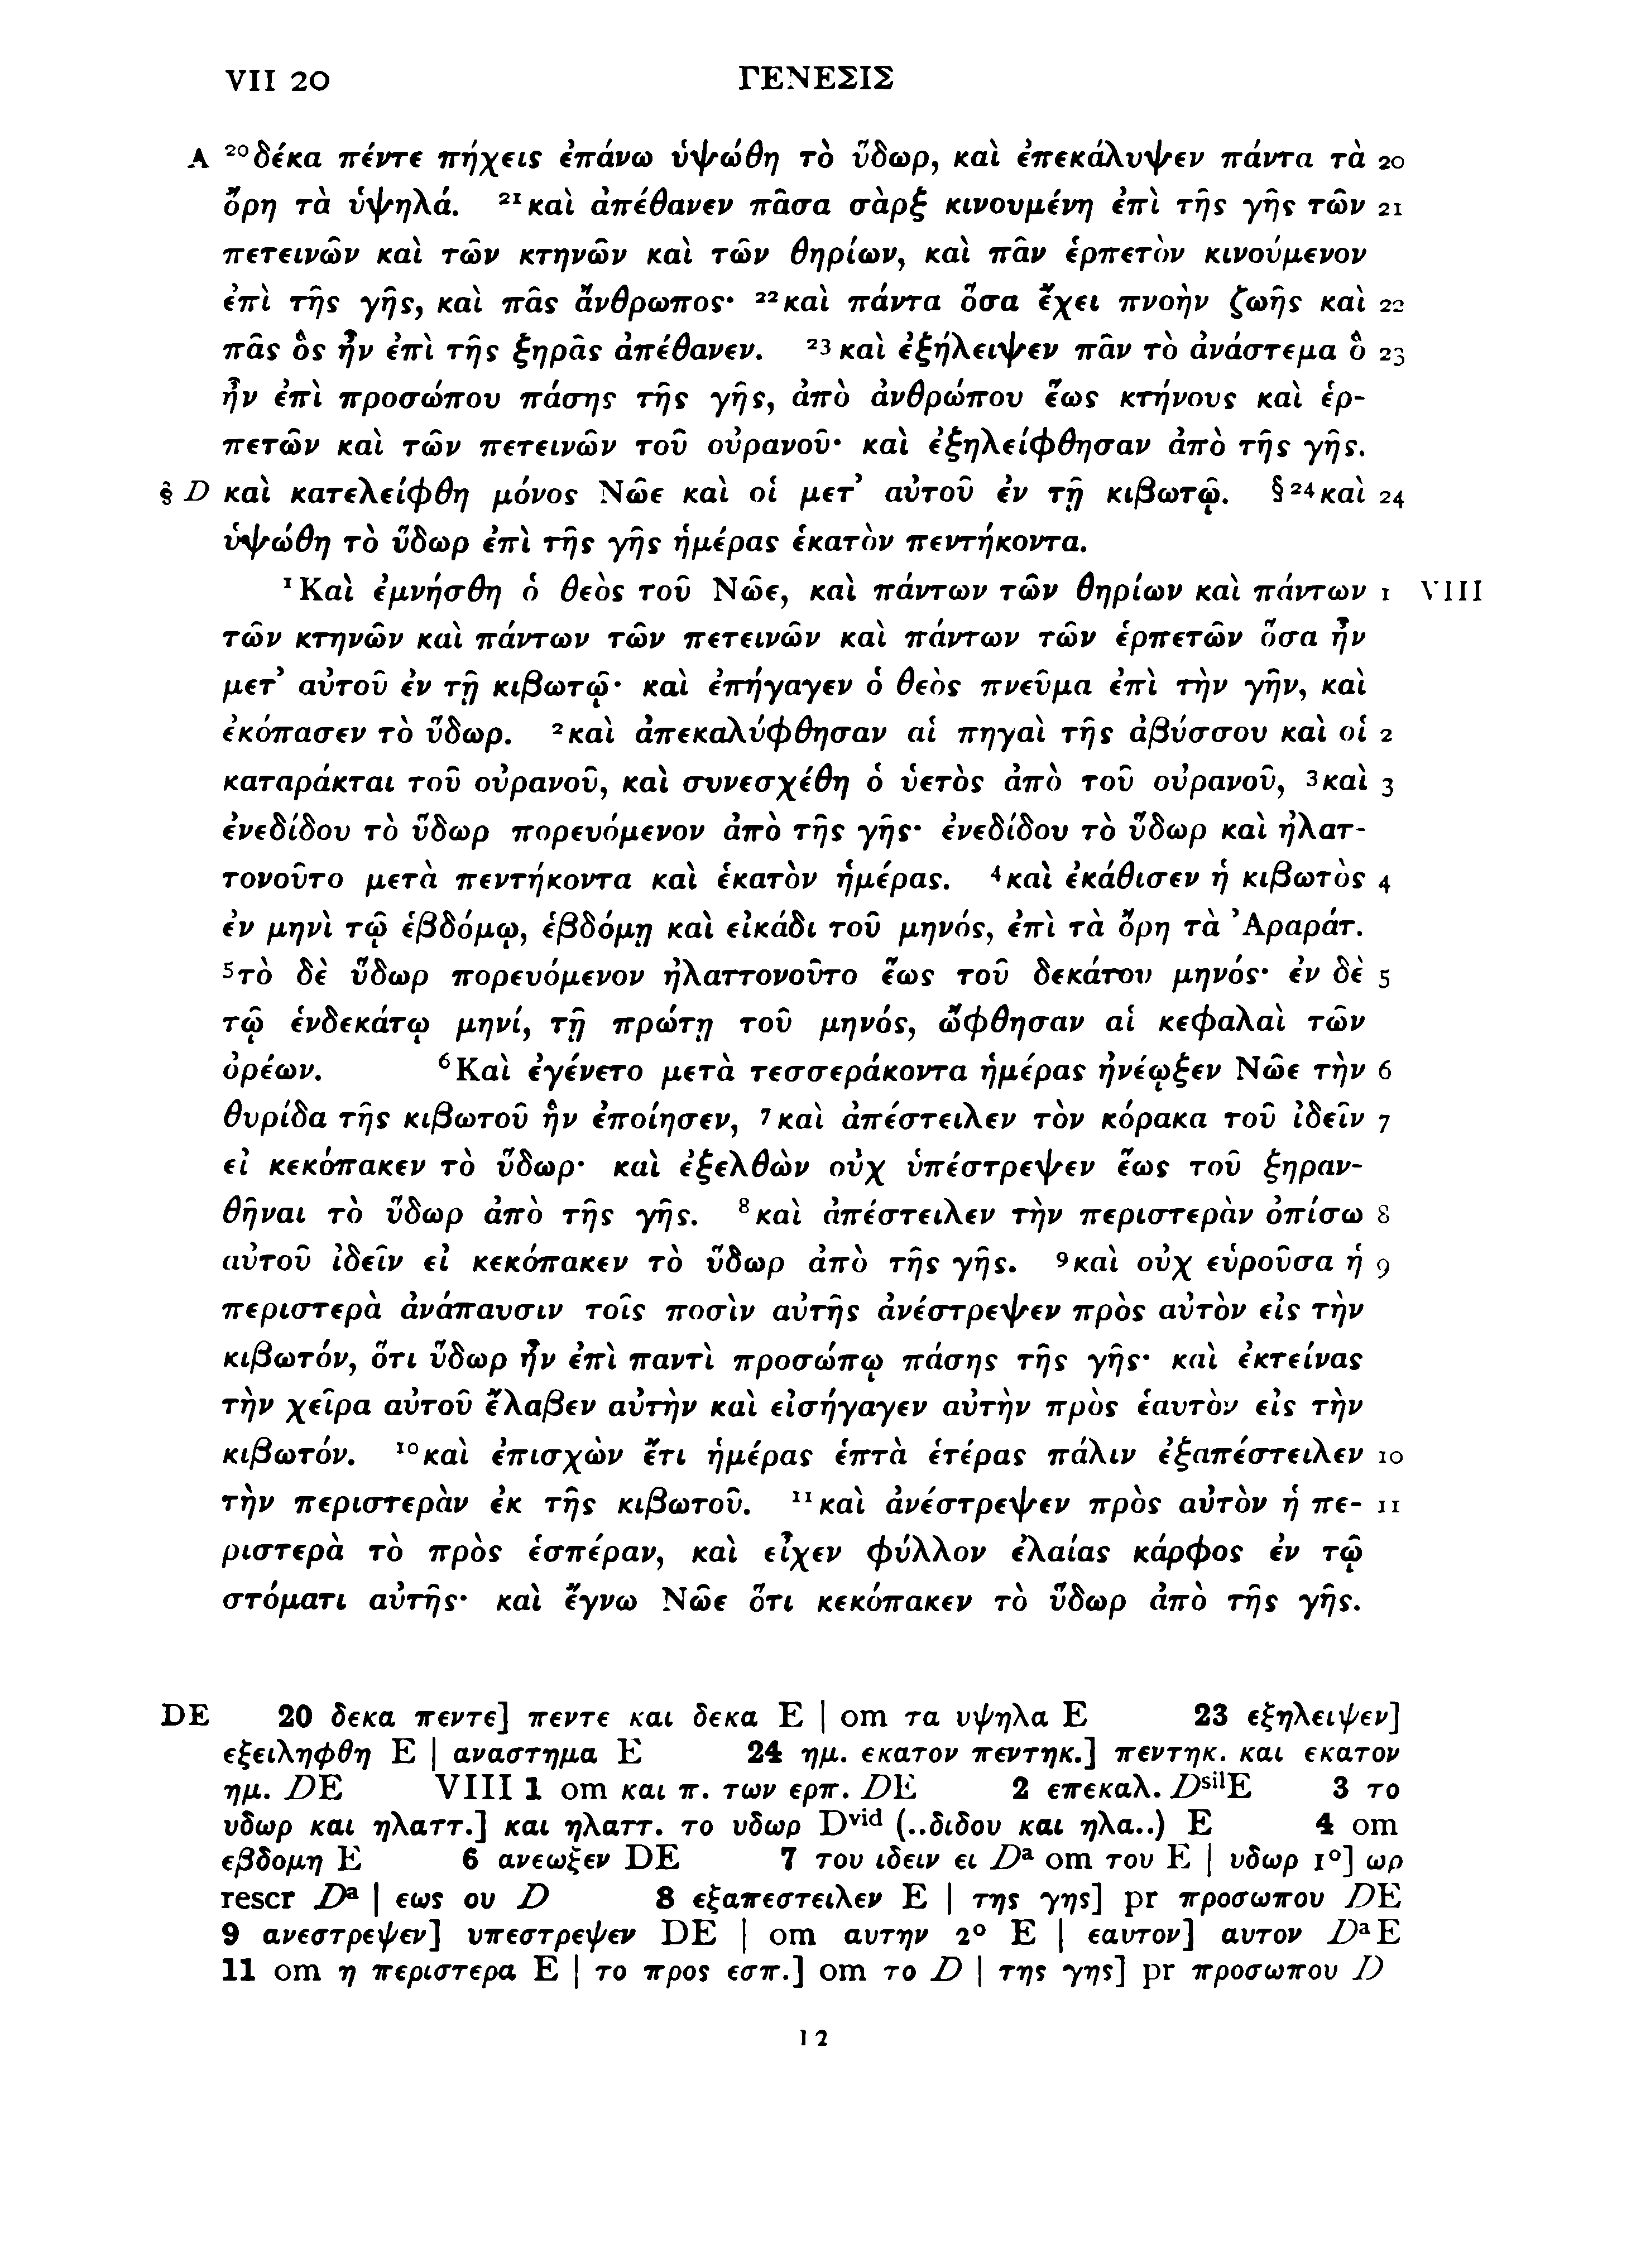 VII 20 ΓΕΝΕΣΙΣ
A ²⁰δέκα πέντε πήχεις ἐπάνω ὑψώθη τὸ ὕδωρ, καὶ ἐπεκάλυψεν πάντα τὰ 20
ὄρη τὰ ὑψηλά. ²¹καὶ ἀπέθανεν πᾶσα σὰρξ κινουμένη ἐπὶ τῆς γῆς τῶν 21
πετεινῶν καὶ τῶν κτηνῶν καὶ τῶν θηρίων, καὶ πᾶν ἑρπετὸν κινούμενον
ἐπὶ τῆς γῆς, καὶ πᾶς ἄνθρωπος· ²²καὶ πάντα ὅσα ἔχει πνοὴν ζωῆς καὶ 22
πᾶς ὃς ἦν ἐπὶ τῆς ξηρᾶς ἀπέθανεν. ²³καὶ ἐξήλειψεν πᾶν τὸ ἀνάστεμα ὃ 23
ἦν ἐπὶ προσώπου πάσης τῆς γῆς, ἀπὸ ἀνθρώπου ἕως κτήνους καὶ ἑρ-
πετῶν καὶ τῶν πετεινῶν τοῦ οὐρανοῦ· καὶ ἐξηλείφθησαν ἀπὸ τῆς γῆς.
§ D καὶ κατελείφθη μόνος Νῶε καὶ οἱ μετ᾽ αὐτοῦ ἐν τῇ κιβωτῷ. §²⁴καὶ 24
ὑψώθη τὸ ὕδωρ ἐπὶ τῆς γῆς ἡμέρας ἑκατὸν πεντήκοντα.
¹Καὶ ἐμνήσθη ὁ θεὸς τοῦ Νῶε, καὶ πάντων τῶν θηρίων καὶ πάντων 1 VIII
τῶν κτηνῶν καὶ πάντων τῶν πετεινῶν καὶ πάντων τῶν ἑρπετῶν ὅσα ἦν
μετ᾽ αὐτοῦ ἐν τῇ κιβωτῷ· καὶ ἐπήγαγεν ὁ θεὸς πνεῦμα ἐπὶ τὴν γῆν, καὶ
ἐκόπασεν τὸ ὕδωρ. ²καὶ ἀπεκαλύφθησαν αἱ πηγαὶ τῆς ἀβύσσου καὶ οἱ 2
καταράκται τοῦ οὐρανοῦ, καὶ συνεσχέθη ὁ ὑετὸς ἀπὸ τοῦ οὐρανοῦ, ³καὶ 3
ἐνεδίδου τὸ ὕδωρ πορευόμενον ἀπὸ τῆς γῆς· ἐνεδίδου τὸ ὕδωρ καὶ ἠλατ-
τονοῦτο μετὰ πεντήκοντα καὶ ἑκατὸν ἡμέρας. ⁴καὶ ἐκάθισεν ἡ κιβωτὸς 4
ἐν μηνὶ τῷ ἑβδόμῳ, ἑβδόμῃ καὶ εἰκάδι τοῦ μηνός, ἐπὶ τὰ ὄρη τὰ Ἀραράτ.
⁵τὸ δὲ ὕδωρ πορευόμενον ἠλαττονοῦτο ἕως τοῦ δεκάτου μηνός· ἐν δὲ 5
τῷ ἑνδεκάτῳ μηνί, τῇ πρώτῃ τοῦ μηνός, ὤφθησαν αἱ κεφαλαὶ τῶν
ὀρέων. ⁶Καὶ ἐγένετο μετὰ τεσσεράκοντα ἡμέρας ἠνέῳξεν Νῶε τὴν 6
θυρίδα τῆς κιβωτοῦ ἣν ἐποίησεν, ⁷καὶ ἀπέστειλεν τὸν κόρακα τοῦ ἰδεῖν 7
εἰ κεκόπακεν τὸ ὕδωρ· καὶ ἐξελθὼν οὐχ ὑπέστρεψεν ἕως τοῦ ξηραν-
θῆναι τὸ ὕδωρ ἀπὸ τῆς γῆς. ⁸καὶ ἀπέστειλεν τὴν περιστερὰν ὀπίσω 8
αὐτοῦ ἰδεῖν εἰ κεκόπακεν τὸ ὕδωρ ἀπὸ τῆς γῆς. ⁹καὶ οὐχ εὑροῦσα ἡ 9
περιστερὰ ἀνάπαυσιν τοῖς ποσὶν αὐτῆς ἀνέστρεψεν πρὸς αὐτὸν εἰς τὴν
κιβωτόν, ὅτι ὕδωρ ἦν ἐπὶ παντὶ προσώπῳ πάσης τῆς γῆς· καὶ ἐκτείνας
τὴν χεῖρα αὐτοῦ ἔλαβεν αὐτὴν καὶ εἰσήγαγεν αὐτὴν πρὸς ἑαυτὸν εἰς τὴν
κιβωτόν. ¹⁰καὶ ἐπισχὼν ἔτι ἡμέρας ἑπτὰ ἑτέρας πάλιν ἐξαπέστειλεν 10
τὴν περιστερὰν ἐκ τῆς κιβωτοῦ. ¹¹καὶ ἀνέστρεψεν πρὸς αὐτὸν ἡ πε- 11
ριστερὰ τὸ πρὸς ἑσπέραν, καὶ εἶχεν φύλλον ἐλαίας κάρφος ἐν τῷ
στόματι αὐτῆς· καὶ ἔγνω Νῶε ὅτι κεκόπακεν τὸ ὕδωρ ἀπὸ τῆς γῆς.
DE 20 δεκα πεντε] πεντε και δεκα E | om τα υψηλα E 23 εξηλειψεν]
εξειληφθη E | αναστημα E 24 ημ. εκατον πεντηκ.] πεντηκ. και εκατον
ημ. DE VIII 1 om και π. των ερπ. DE 2 επεκαλ. DˢⁱˡE 3 το
υδωρ και ηλαττ.] και ηλαττ. το υδωρ Dᵛⁱᵈ (..διδου και ηλα..) E 4 om
εβδομη E 6 ανεωξεν DE 7 του ιδειν ει Dᵃ om του E | υδωρ 1°] ωρ
rescr Dᵃ | εως ου D 8 εξαπεστειλεν E | της γης] pr προσωπου DE
9 ανεστρεψεν] υπεστρεψεν DE | om αυτην 2° E | εαυτον] αυτον DᵃE
11 om η περιστερα E | το προς εσπ.] om το D | της γης] pr προσωπου D
12